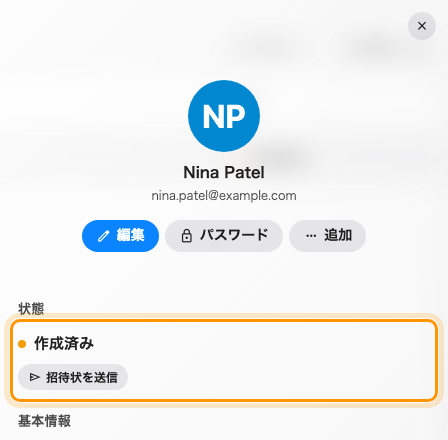 NP
Nina Patel
nina.patel@example.com
編集
パスワード
追加
状態
作成済み
招待状を送信
基本情報